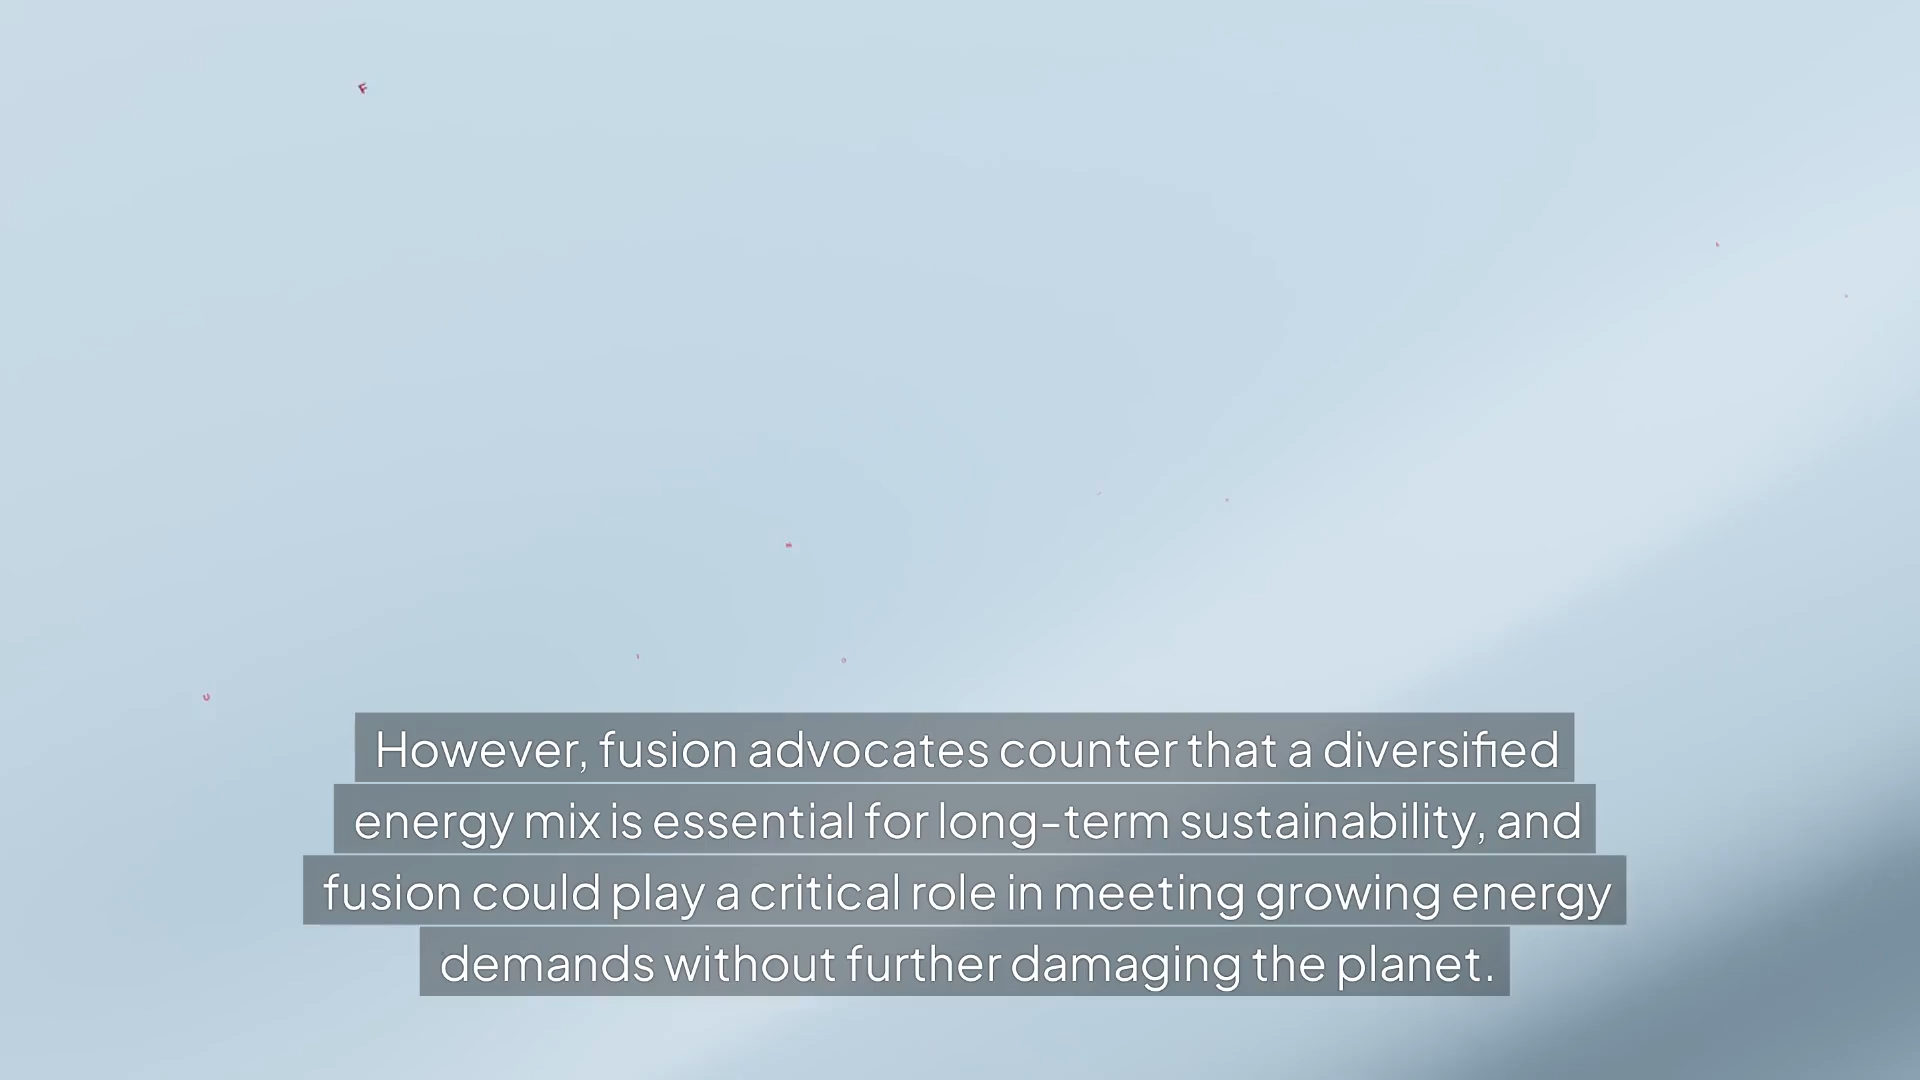 However, fusion advocates counter that a diversified
energy mix is essential for long-term sustainability, and
fusion could play a critical role in meeting growing energy
demands without further damaging the planet.